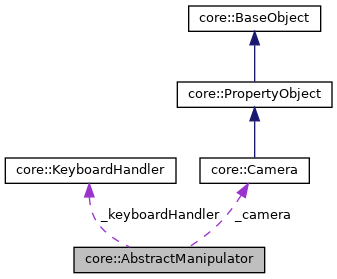 core::BaseObject
core::PropertyObject
core::KeyboardHandler
core::Camera
_keyboardHandler
_camera
core::AbstractManipulator